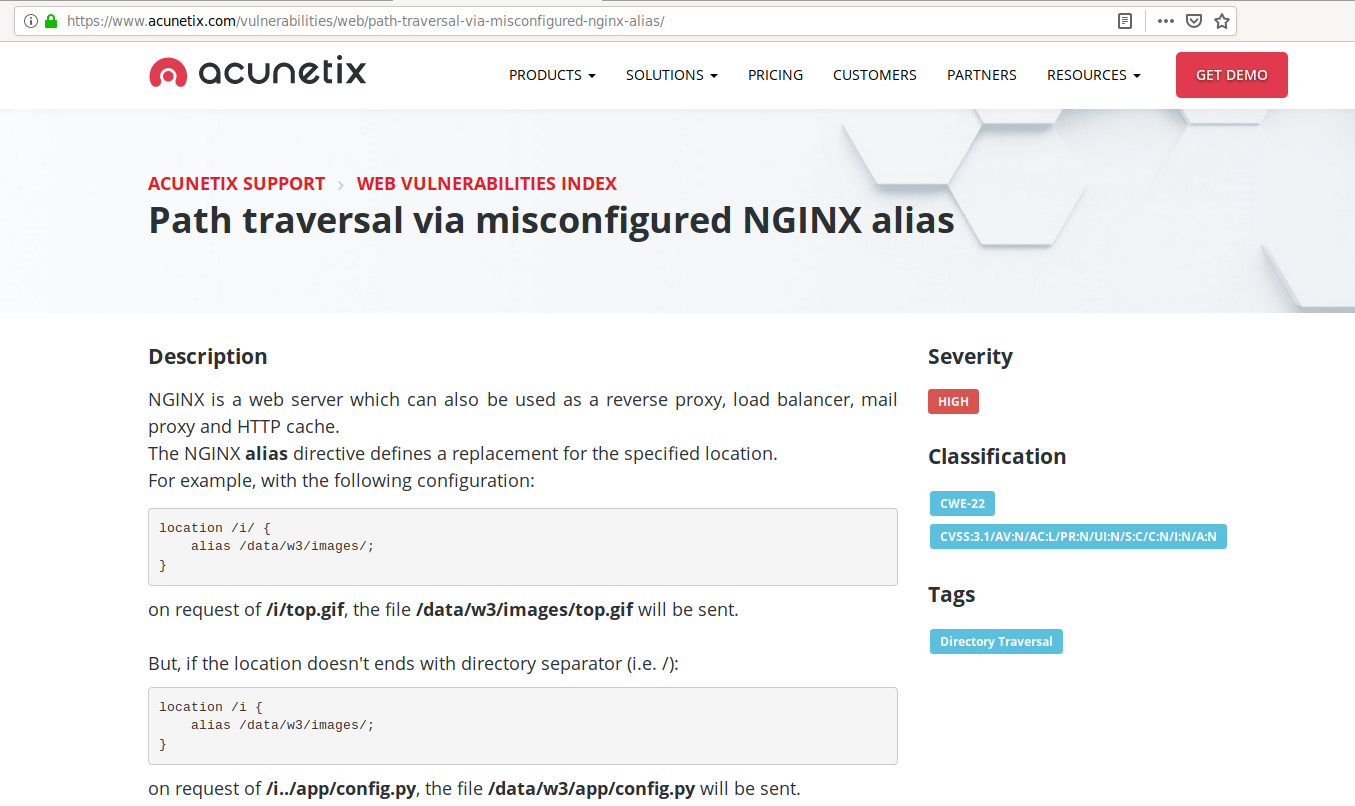 https://www.acunetix.com/vulnerabilities/web/path-traversal-via-misconfigured-nginx-alias/
acunetix
PRODUCTS
SOLUTIONS
PRICING
CUSTOMERS
PARTNERS
RESOURCES
GET DEMO
ACUNETIX SUPPORT › WEB VULNERABILITIES INDEX
Path traversal via misconfigured NGINX alias
Description
NGINX is a web server which can also be used as a reverse proxy, load balancer, mail
proxy and HTTP cache.
The NGINX alias directive defines a replacement for the specified location.
For example, with the following configuration:
location /i/ {
    alias /data/w3/images/;
}
on request of /i/top.gif, the file /data/w3/images/top.gif will be sent.
But, if the location doesn't ends with directory separator (i.e. /):
location /i {
    alias /data/w3/images/;
}
on request of /i../app/config.py, the file /data/w3/app/config.py will be sent.
Severity
HIGH
Classification
CWE-22
CVSS:3.1/AV:N/AC:L/PR:N/UI:N/S:C/C:N/I:N/A:N
Tags
Directory Traversal